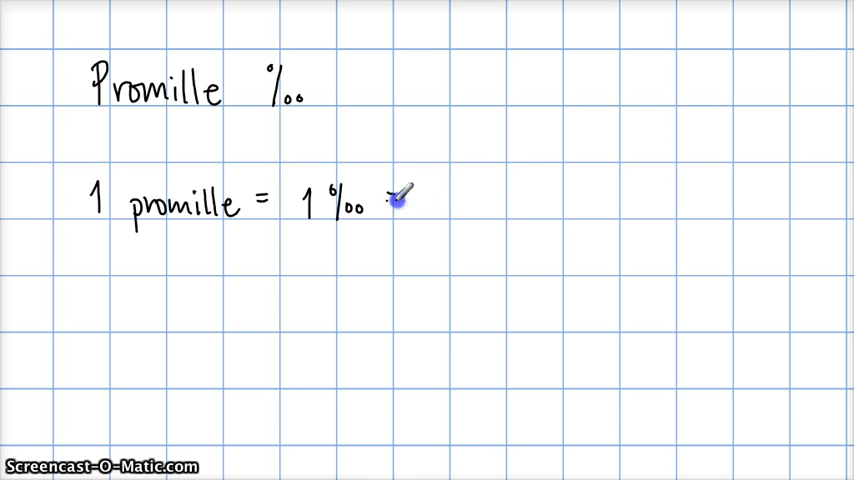 Promille ‰
1 promille = 1 ‰ =
Screencast-O-Matic.com